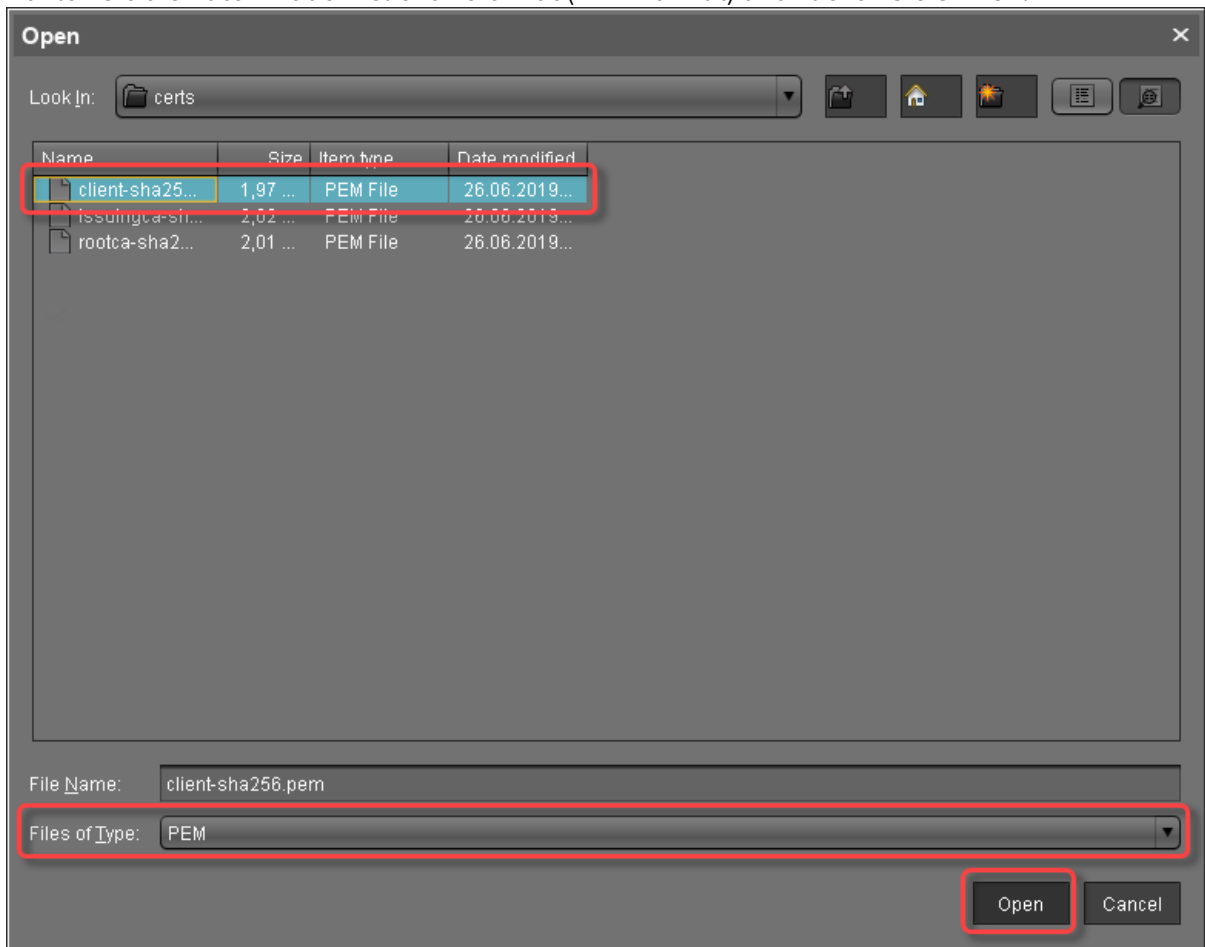 Open
Look In: certs
Name Size Item type Date modified
client-sha25... 1,97 ... PEM File 26.06.2019...
issuingca-sh... 2,02 ... PEM File 26.06.2019...
rootca-sha2... 2,01 ... PEM File 26.06.2019...
File Name: client-sha256.pem
Files of Type: PEM
Open Cancel